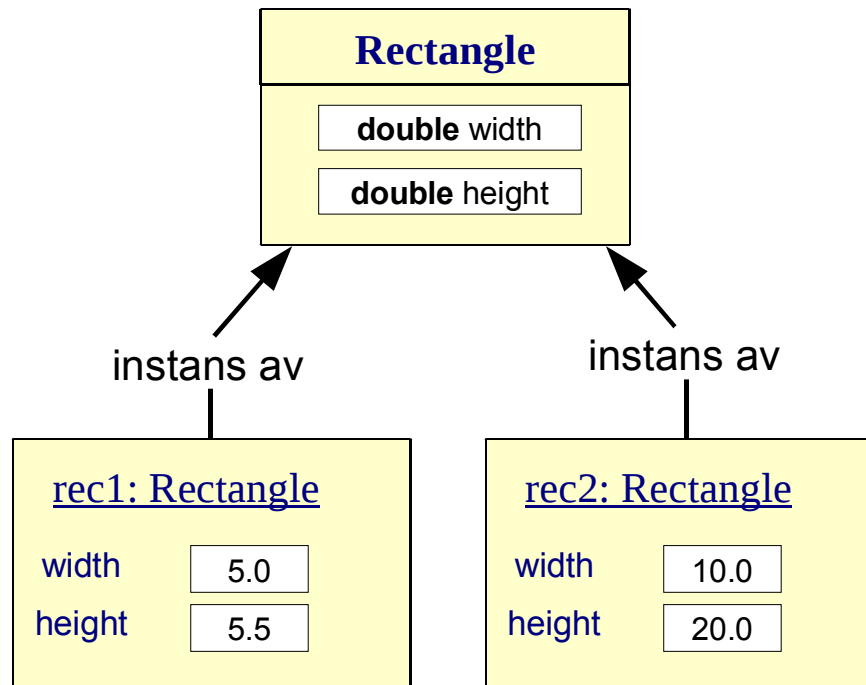 Rectangle
double width
double height
instans av
instans av
rec1: Rectangle
width 5.0
height 5.5
rec2: Rectangle
width 10.0
height 20.0